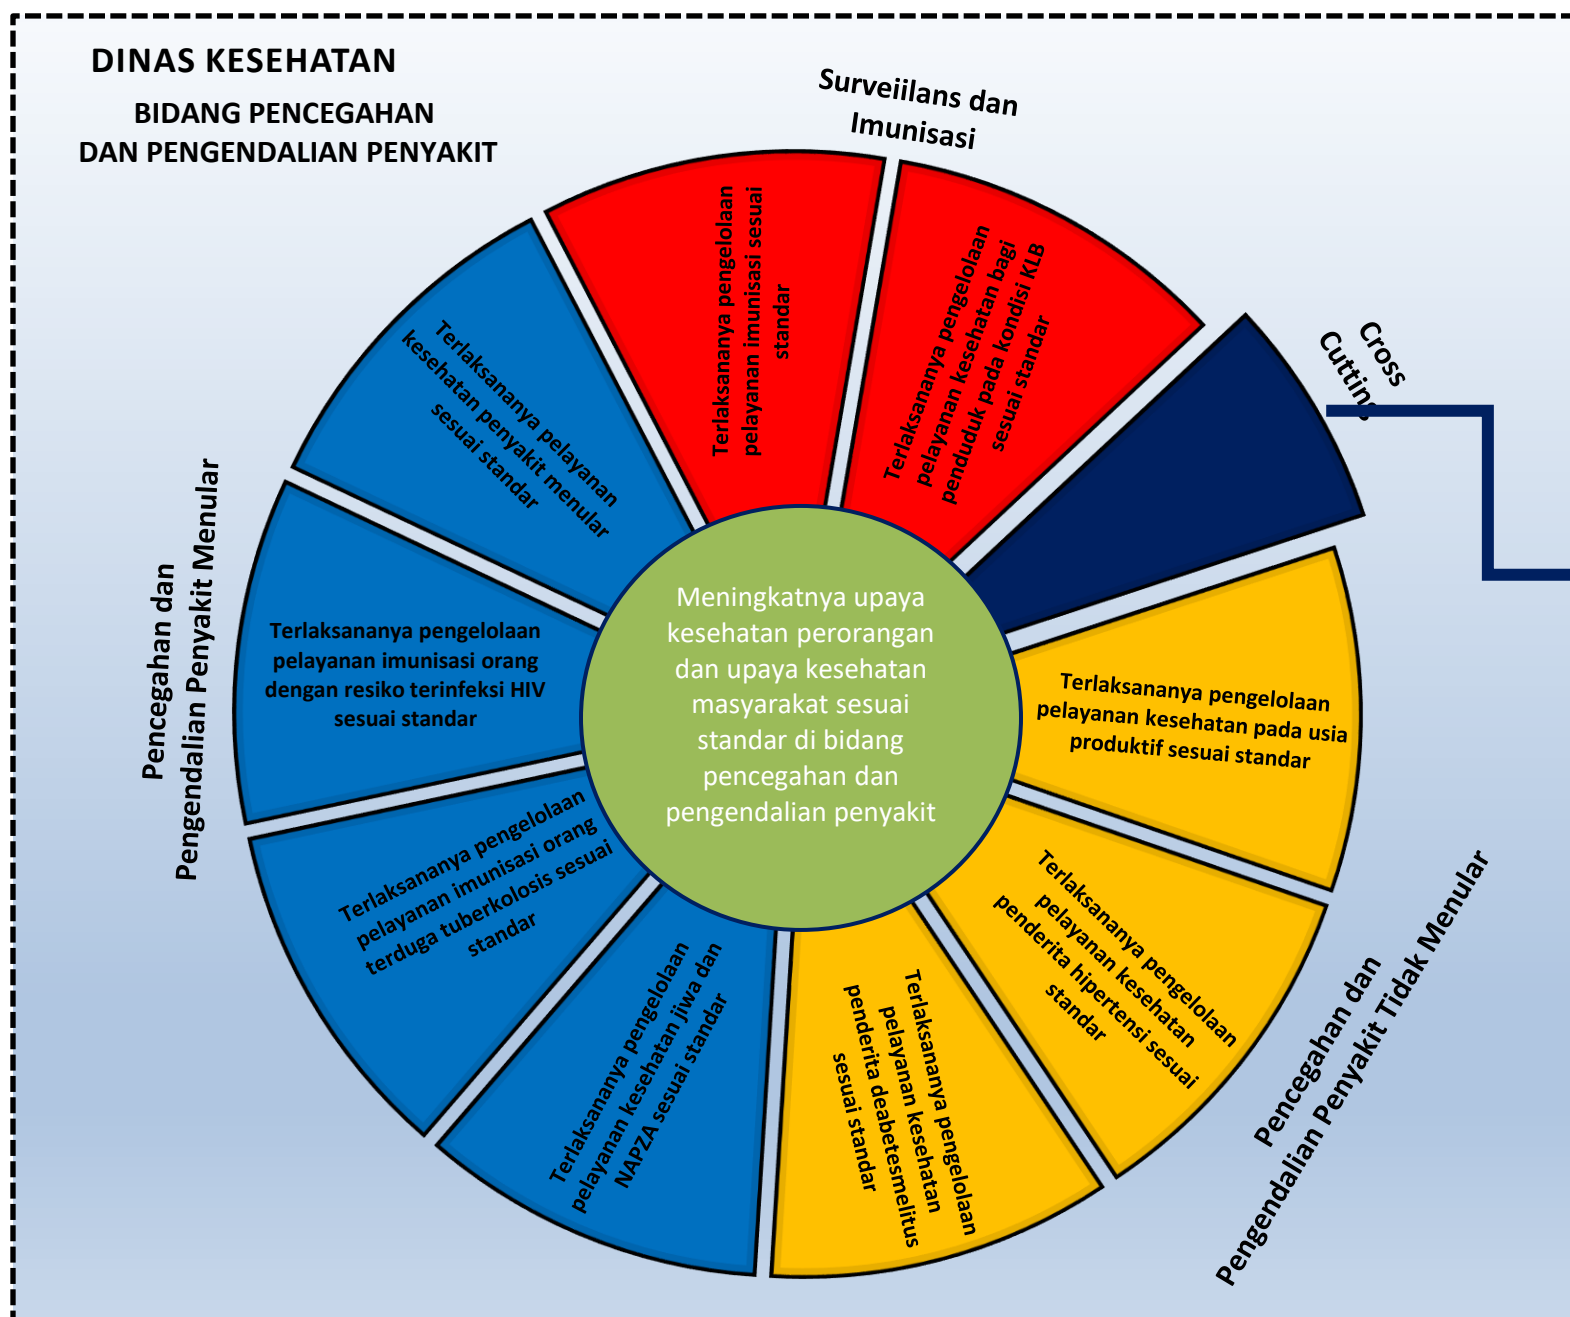 DINAS KESEHATAN
BIDANG PENCEGAHAN
DAN PENGENDALIAN PENYAKIT
Surveiilans dan
Imunisasi
Terlaksananya pengelolaan
pelayanan imunisasi sesuai
standar
Terlaksananya pengelolaan
pelayanan kesehatan bagi
penduduk pada kondisi KLB
sesuai standar
Cross
Cutting
Terlaksananya pengelolaan
pelayanan kesehatan pada usia
produktif sesuai standar
Terlaksananya pengelolaan
pelayanan kesehatan
penderita hipertensi sesuai
standar
Terlaksananya pengelolaan
pelayanan kesehatan
penderita deabetesmelitus
sesuai standar
Pencegahan dan
Pengendalian Penyakit Tidak Menular
Terlaksananya pengelolaan
pelayanan kesehatan jiwa dan
NAPZA sesuai standar
Terlaksananya pengelolaan
pelayanan imunisasi orang
terduga tuberkolosis sesuai
standar
Terlaksananya pengelolaan
pelayanan imunisasi orang
dengan resiko terinfeksi HIV
sesuai standar
Terlaksananya pelayanan
kesehatan penyakit menular
sesuai standar
Pencegahan dan
Pengendalian Penyakit Menular
Meningkatnya upaya
kesehatan perorangan
dan upaya kesehatan
masyarakat sesuai
standar di bidang
pencegahan dan
pengendalian penyakit